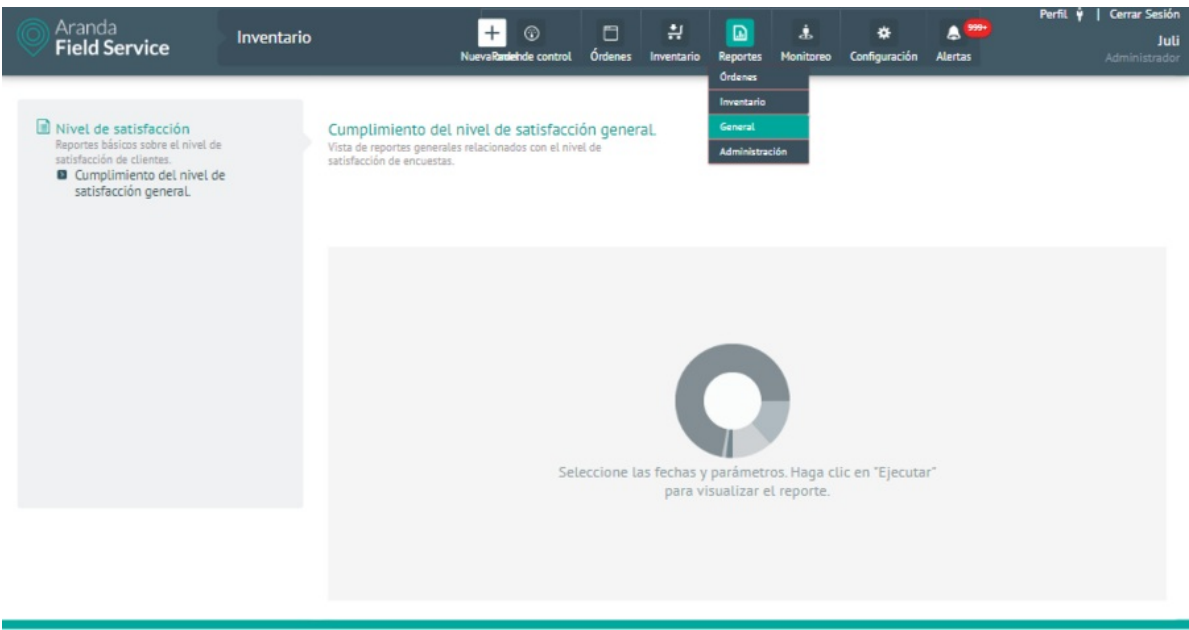 Aranda
Field Service
Inventario
Perfil | Cerrar Sesión
Juli
Administrador
999+
Nueva de control Órdenes Inventario Reportes Monitoreo Configuración Alertas
Órdenes
Inventario
General
Administración
Nivel de satisfacción
Reportes básicos sobre el nivel de
satisfacción de clientes.
Cumplimiento del nivel de
satisfacción general.
Cumplimiento del nivel de satisfacción general.
Vista de reportes generales relacionados con el nivel de
satisfacción de encuestas.
Seleccione las fechas y parámetros. Haga clic en "Ejecutar"
para visualizar el reporte.